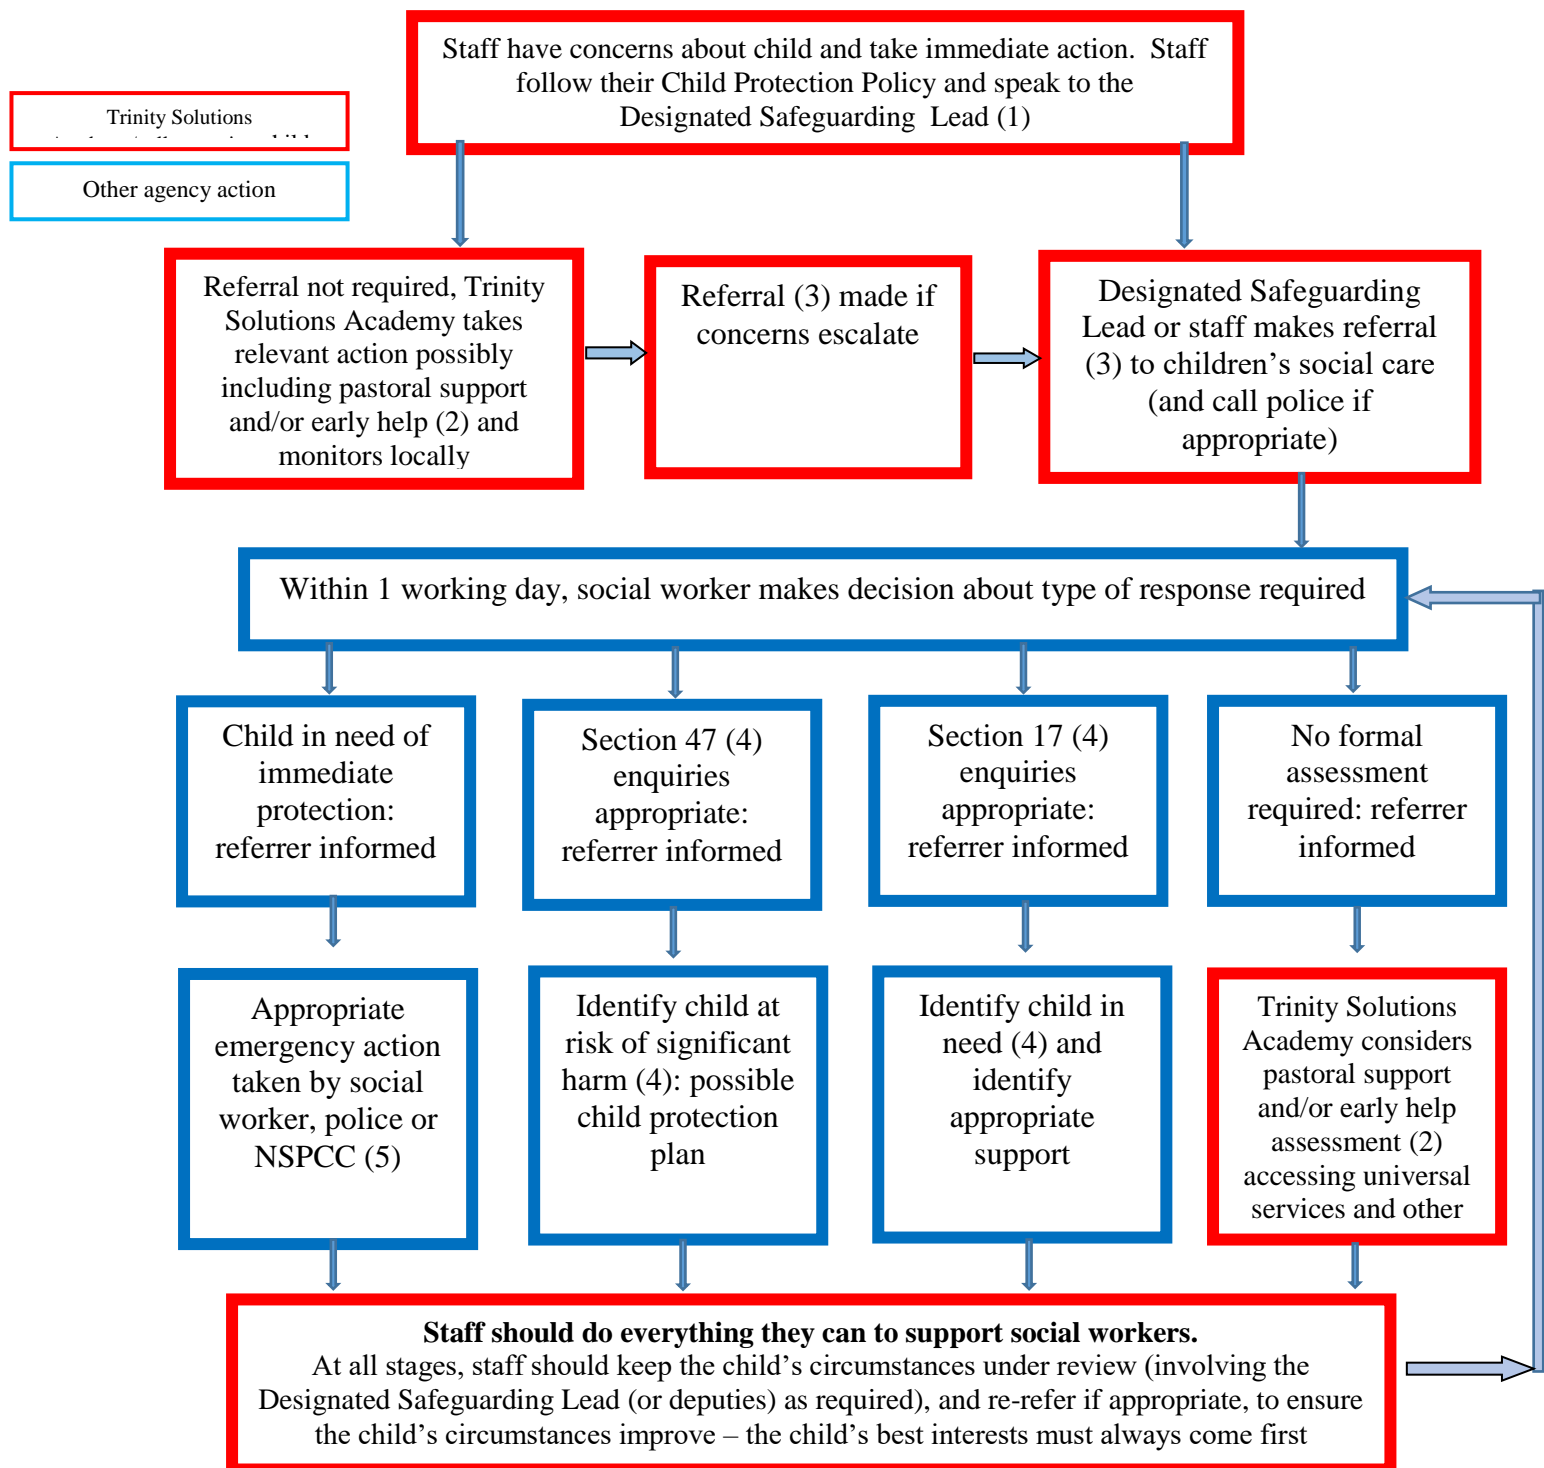 Staff have concerns about child and take immediate action.  Staff
follow their Child Protection Policy and speak to the
Designated Safeguarding  Lead (1)
Trinity Solutions
Other agency action
Referral not required, Trinity
Solutions Academy takes
relevant action possibly
including pastoral support
and/or early help (2) and
monitors locally
Referral (3) made if
concerns escalate
Designated Safeguarding
Lead or staff makes referral
(3) to children’s social care
(and call police if
appropriate)
Within 1 working day, social worker makes decision about type of response required
Child in need of
immediate
protection:
referrer informed
Section 47 (4)
enquiries
appropriate:
referrer informed
Section 17 (4)
enquiries
appropriate:
referrer informed
No formal
assessment
required: referrer
informed
Appropriate
emergency action
taken by social
worker, police or
NSPCC (5)
Identify child at
risk of significant
harm (4): possible
child protection
plan
Identify child in
need (4) and
identify
appropriate
support
Trinity Solutions
Academy considers
pastoral support
and/or early help
assessment (2)
accessing universal
services and other
Staff should do everything they can to support social workers.
At all stages, staff should keep the child’s circumstances under review (involving the
Designated Safeguarding Lead (or deputies) as required), and re-refer if appropriate, to ensure
the child’s circumstances improve – the child’s best interests must always come first